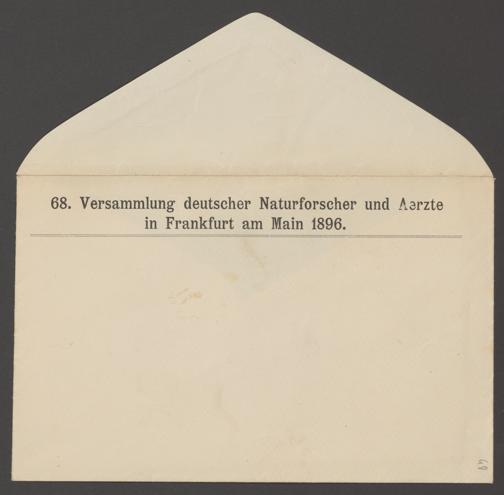 68. Versammlung deutscher Naturforscher und Aerzte
in Frankfurt am Main 1896.